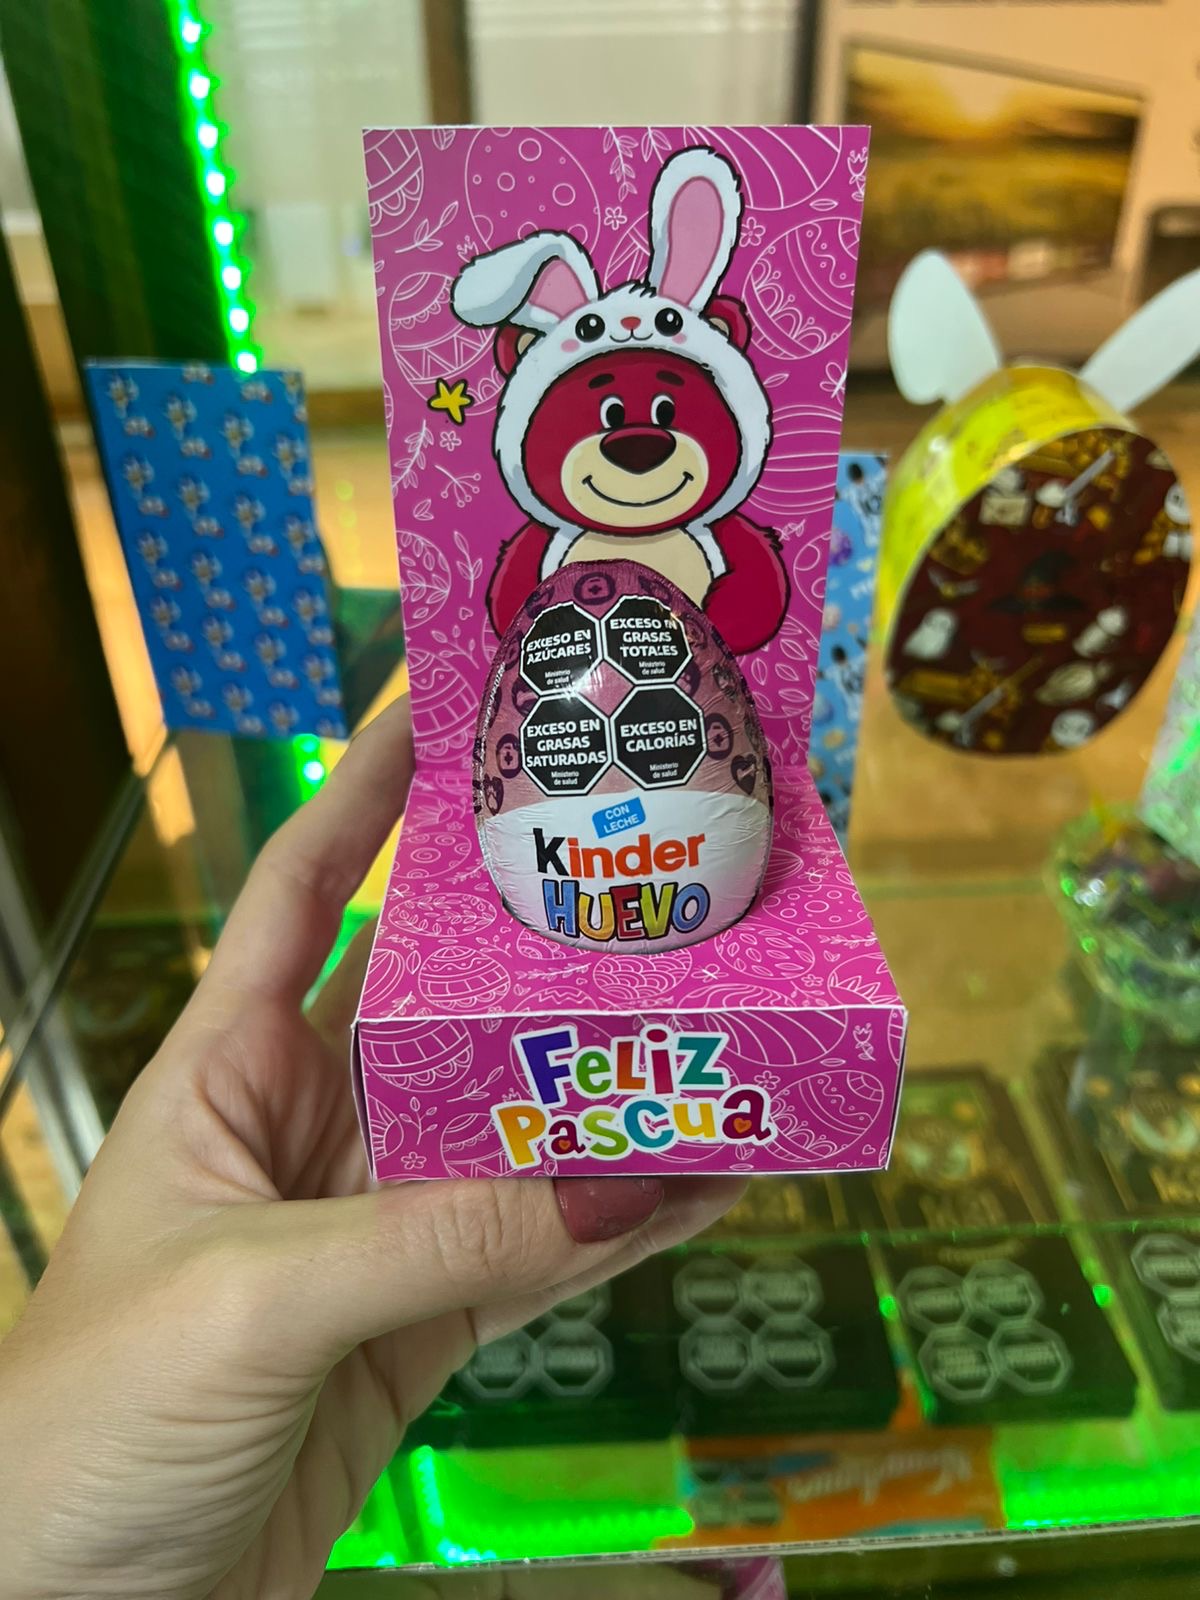 EXCESO EN
AZÚCARES
Ministerio
de salud
EXCESO EN
GRASAS
TOTALES
Ministerio
de salud
EXCESO EN
GRASAS
SATURADAS
Ministerio
de salud
EXCESO EN
CALORÍAS
Ministerio
de salud
CON
LECHE
Kinder
HUEVO
FeLiZ
PascUa